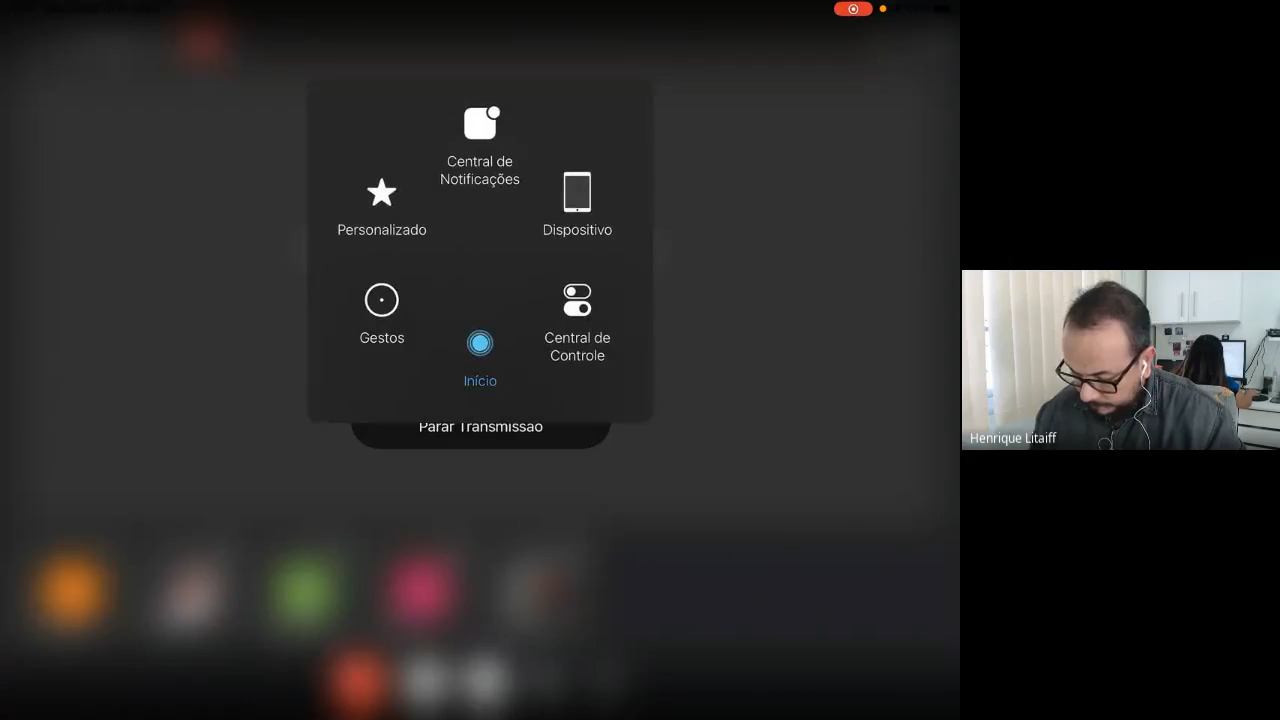 Central de
Notificações
Personalizado
Dispositivo
Gestos
Central de
Controle
Início
Parar Transmissão
Henrique Litaiff